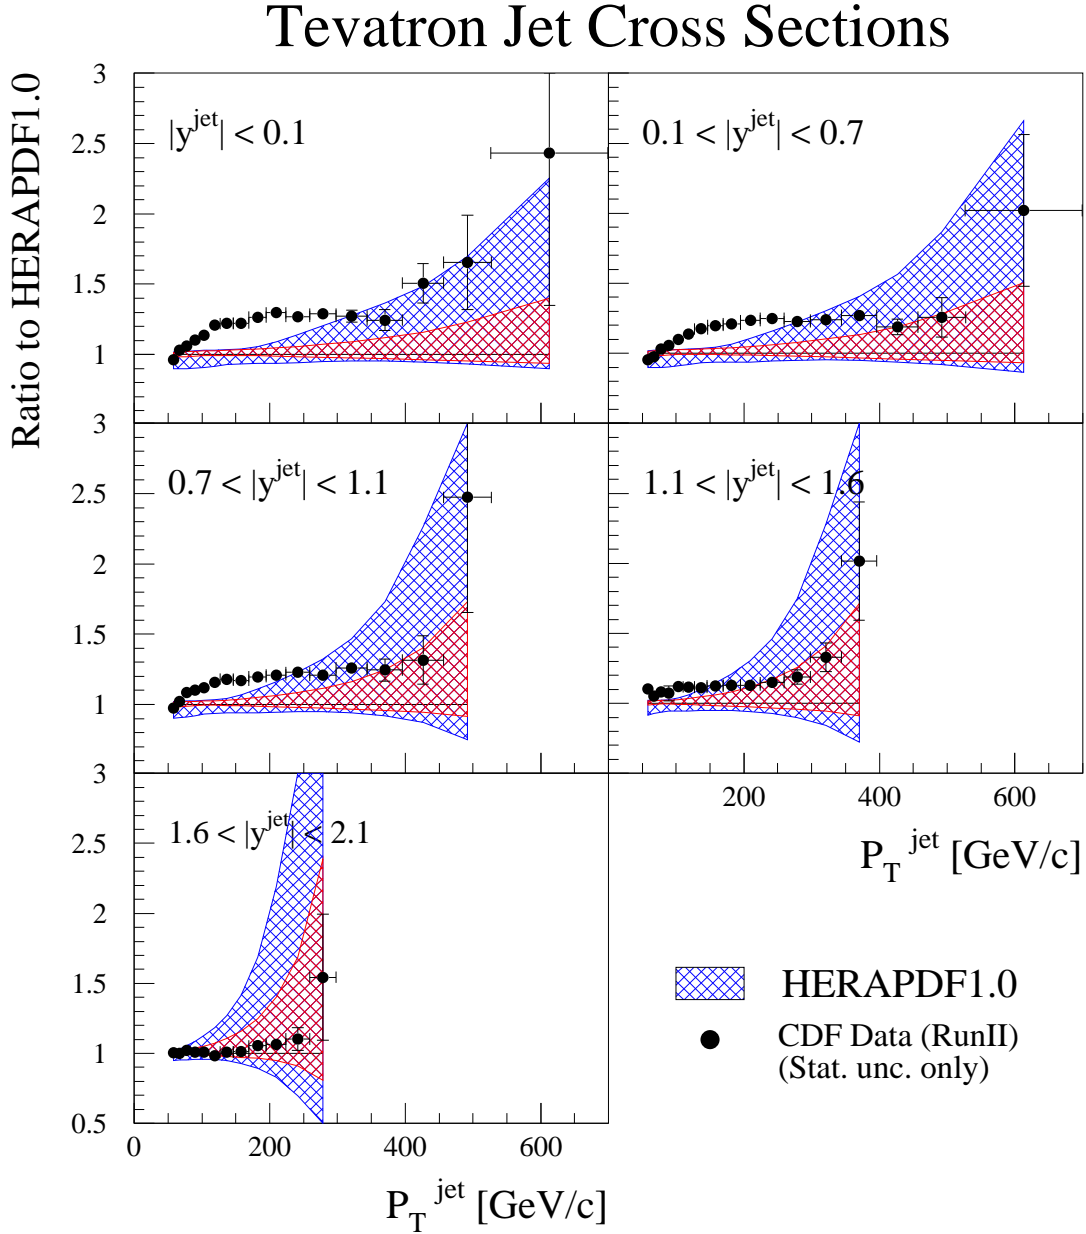 Tevatron Jet Cross Sections
Ratio to HERAPDF1.0
3
2.5
2
1.5
1
|y^jet| < 0.1
0.1 < |y^jet| < 0.7
3
2.5
2
1.5
1
0.7 < |y^jet| < 1.1
1.1 < |y^jet| < 1.6
200 400 600
P_T^jet [GeV/c]
3
2.5
2
1.5
1
0.5
1.6 < |y^jet| < 2.1
0 200 400 600
P_T^jet [GeV/c]
HERAPDF1.0
CDF Data (RunII)
(Stat. unc. only)